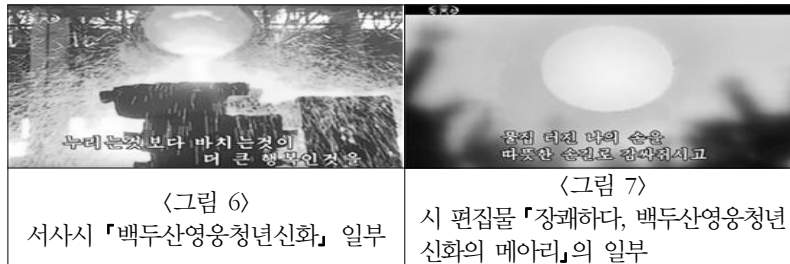 누리는것보다 바치는것이
더 큰 행복인것을
물집 터진 나의 손을
따뜻한 손길로 감싸쥐시고
〈그림 6〉
서사시 『백두산영웅청년신화』 일부
〈그림 7〉
시 편집물 『장쾌하다, 백두산영웅청년
신화의 메아리』의 일부